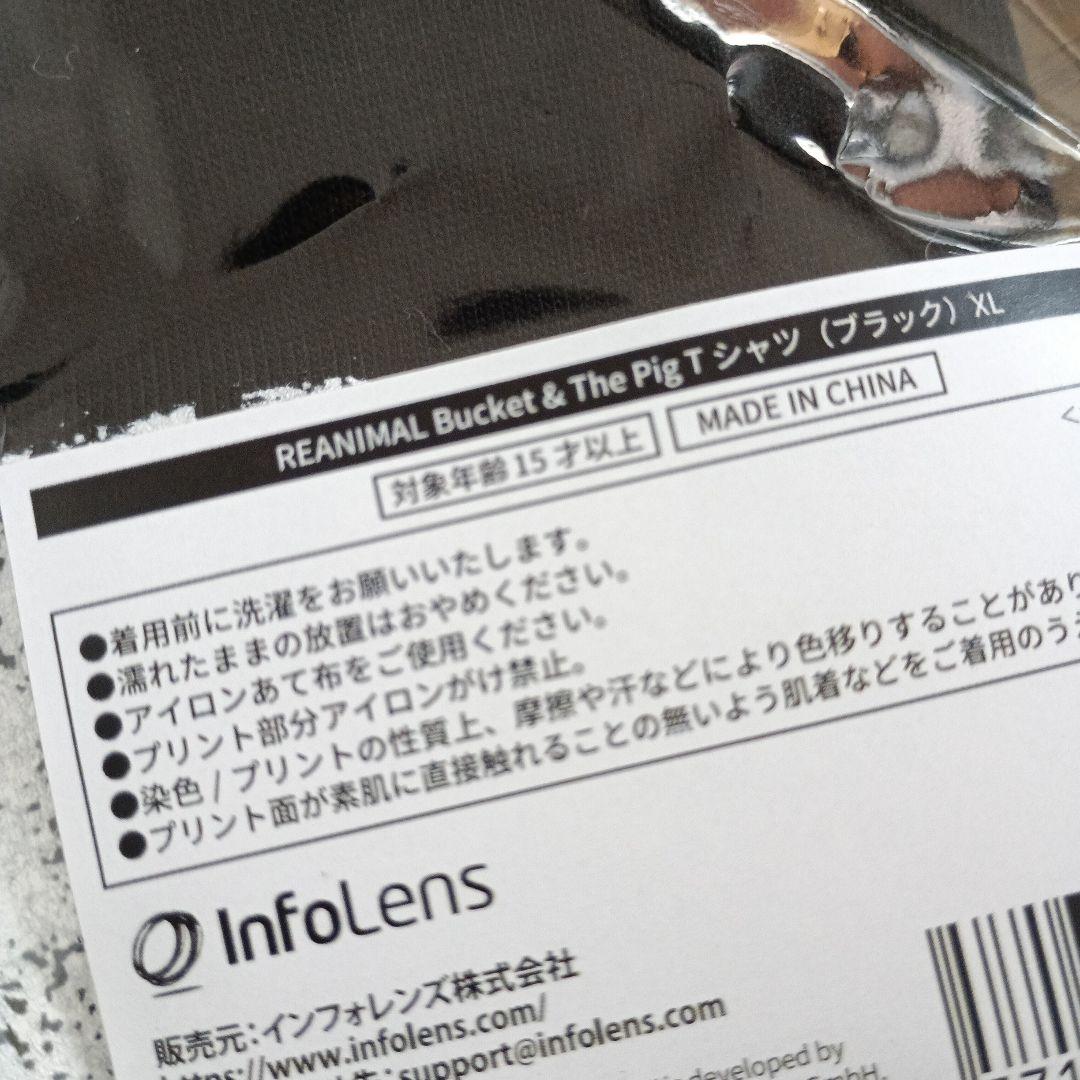 REANIMAL Bucket & The Pig T シャツ（ブラック）XL
対象年齢 15 才以上
MADE IN CHINA
●着用前に洗濯をお願いいたします。
●濡れたままの放置はおやめください。
●アイロンあて布をご使用ください。
●プリント部分アイロンがけ禁止。
●染色 / プリントの性質上、摩擦や汗などにより色移りすることがあり
●プリント面が素肌に直接触れることの無いよう肌着などをご着用のうえ
InfoLens
販売元：インフォレンズ株式会社
https://www.infolens.com/
support@infolens.com
developed by
GmbH.